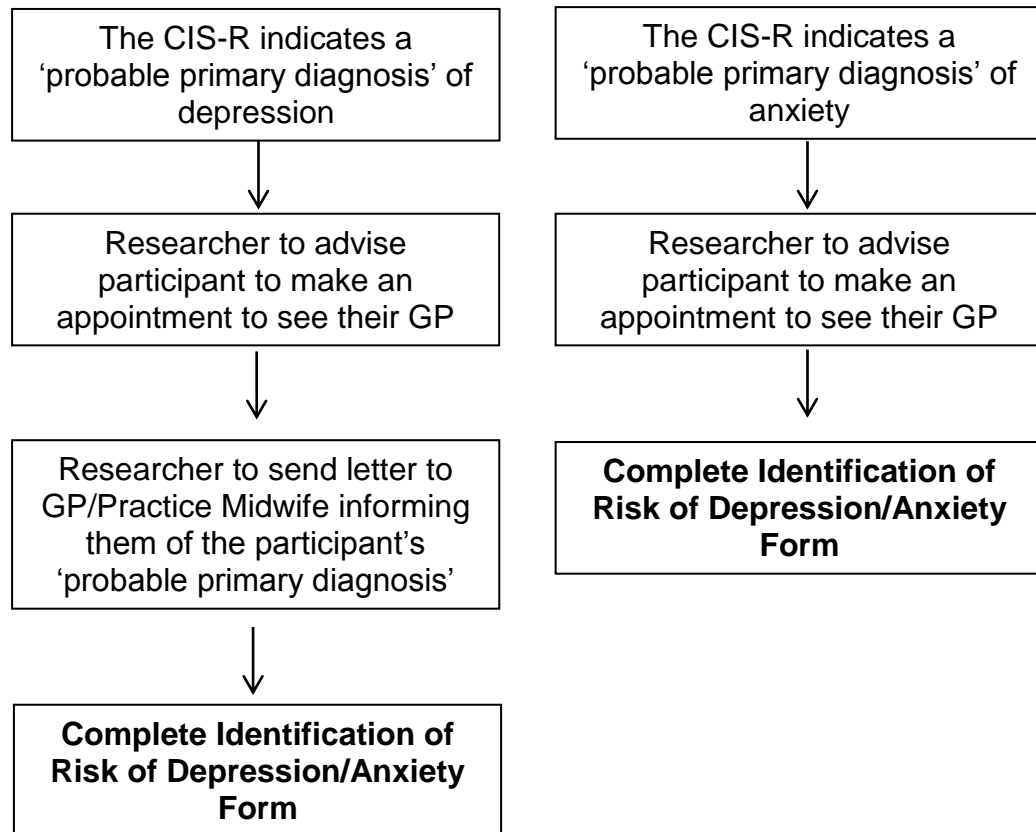 The CIS-R indicates a
‘probable primary diagnosis’ of
depression
Researcher to advise
participant to make an
appointment to see their GP
Researcher to send letter to
GP/Practice Midwife informing
them of the participant’s
‘probable primary diagnosis’
Complete Identification of
Risk of Depression/Anxiety
Form
The CIS-R indicates a
‘probable primary diagnosis’ of
anxiety
Researcher to advise
participant to make an
appointment to see their GP
Complete Identification of
Risk of Depression/Anxiety
Form